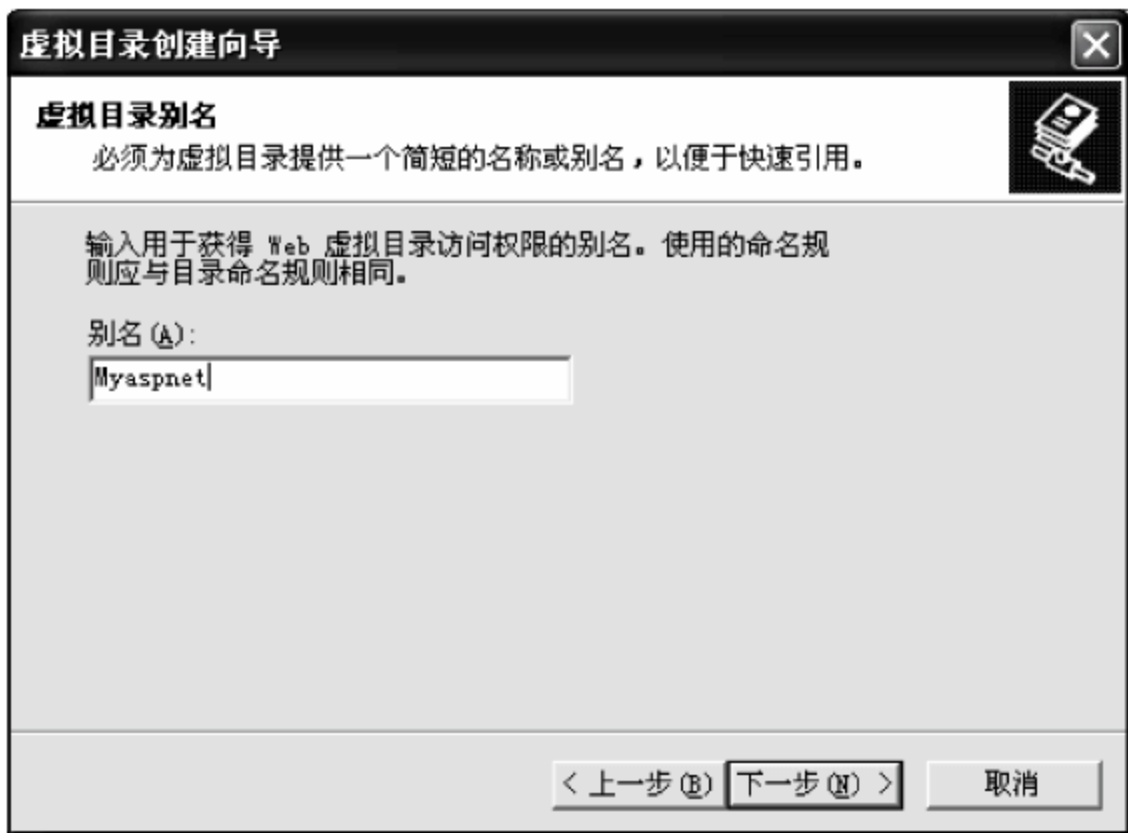 虚拟目录创建向导
虚拟目录别名
必须为虚拟目录提供一个简短的名称或别名，以便于快速引用。
输入用于获得 Web 虚拟目录访问权限的别名。使用的命名规
则应与目录命名规则相同。
别名(A):
Myaspnet
< 上一步(B) 下一步(N) > 取消